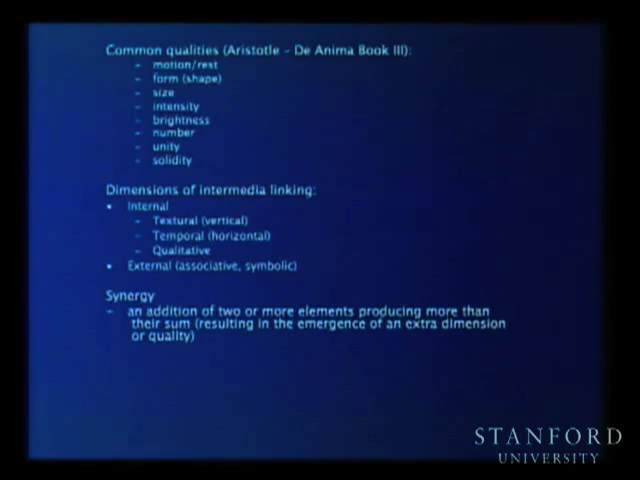 Common qualities (Aristotle - De Anima Book III):
- motion/rest
- form (shape)
- size
- intensity
- brightness
- number
- unity
- solidity
Dimensions of intermedia linking:
• Internal
- Textural (vertical)
- Temporal (horizontal)
- Qualitative
• External (associative, symbolic)
Synergy
- an addition of two or more elements producing more than
their sum (resulting in the emergence of an extra dimension
or quality)
STANFORD
UNIVERSITY